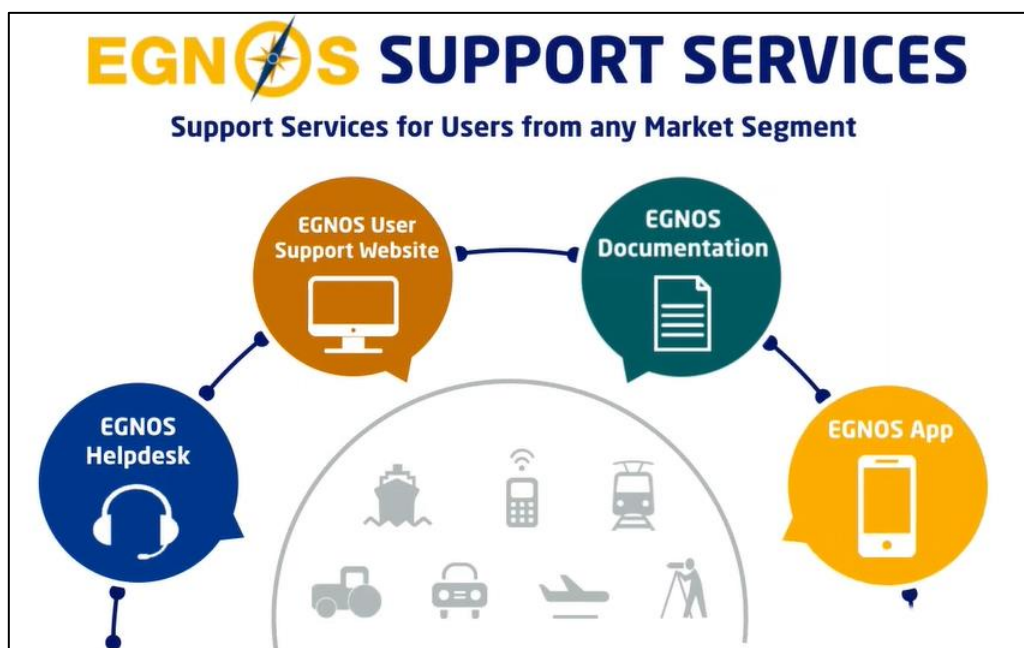 EGNOS SUPPORT SERVICES
Support Services for Users from any Market Segment
EGNOS User
Support Website
EGNOS
Documentation
EGNOS
Helpdesk
EGNOS App